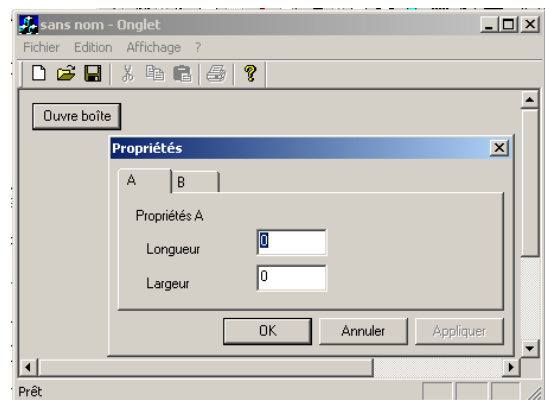 sans nom - Onglet
Fichier Edition Affichage ?
Ouvre boîte
Propriétés
A B
Propriétés A
Longueur 0
Largeur 0
OK Annuler Appliquer
Prêt